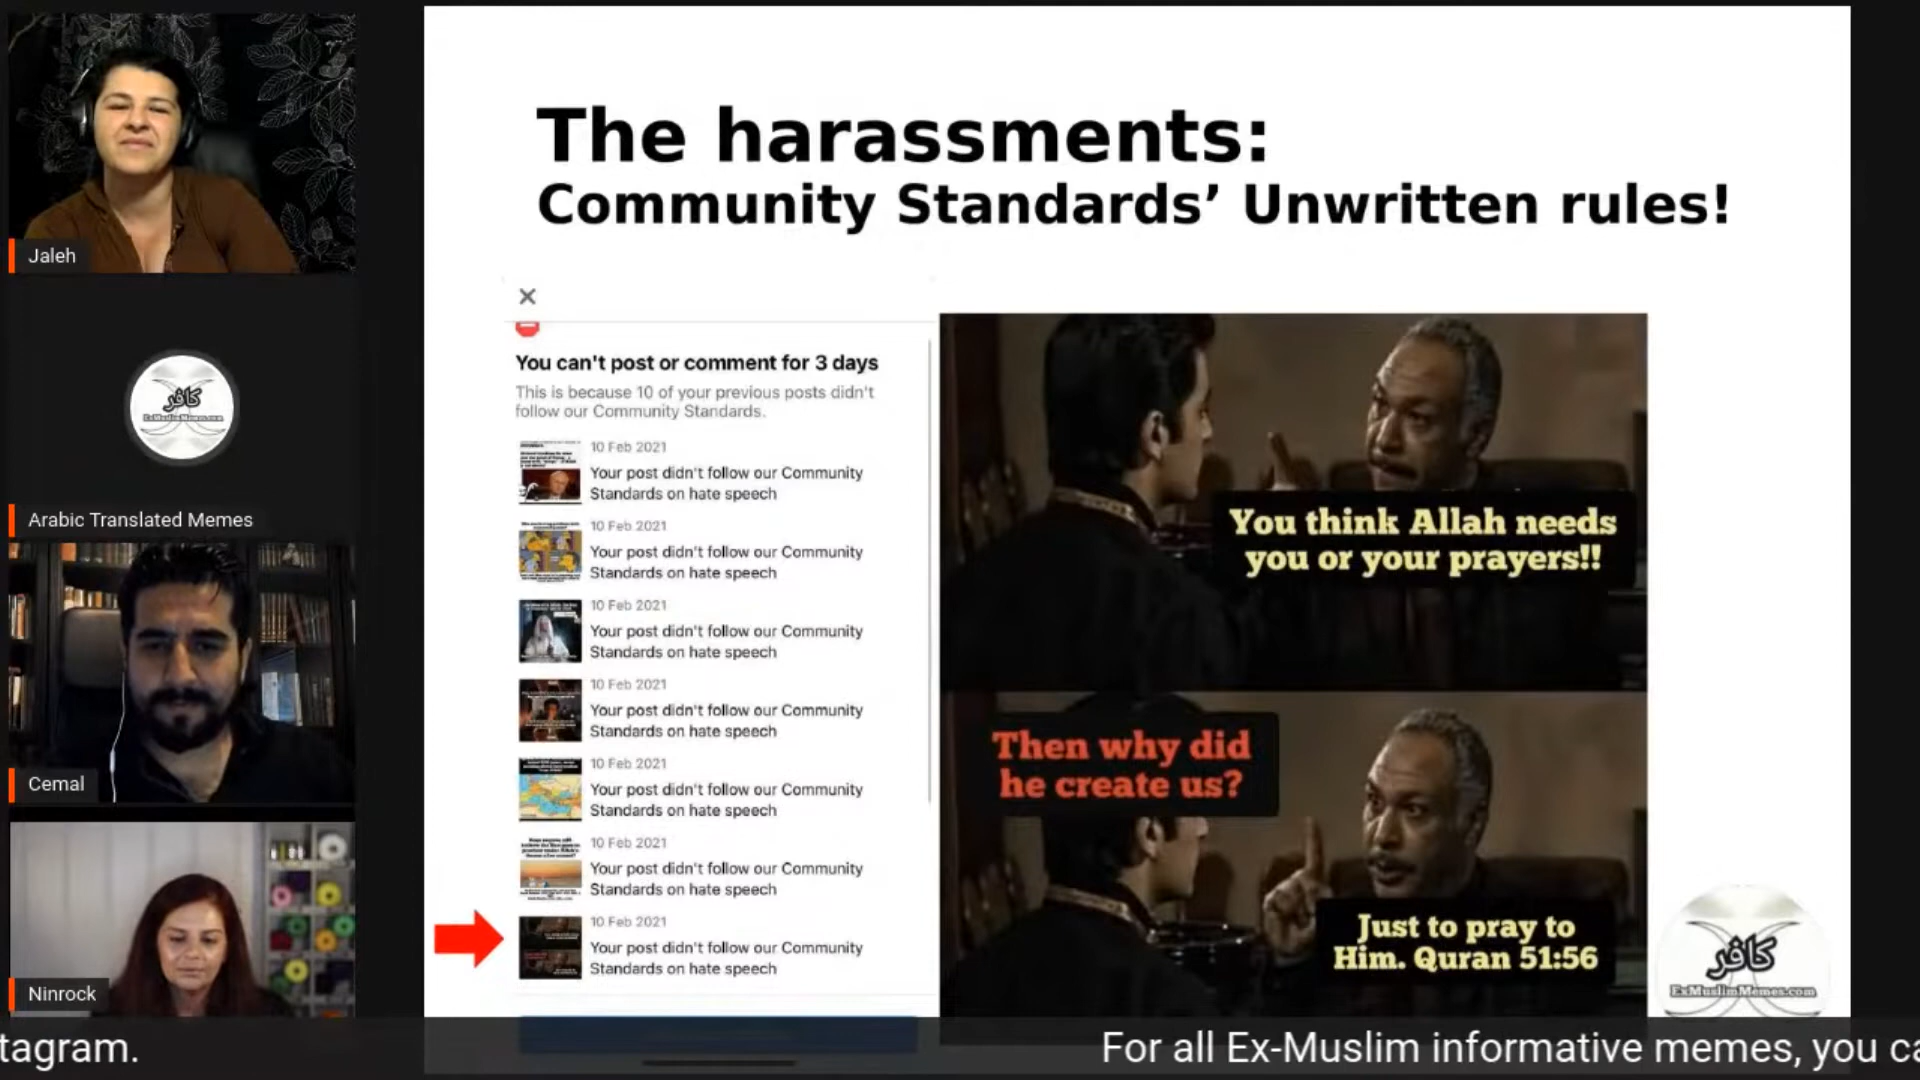 The harassments:
Community Standards' Unwritten rules!
Jaleh
كافر
ExMuslimMemes.com
Arabic Translated Memes
Cemal
Ninrock
You can't post or comment for 3 days
This is because 10 of your previous posts didn't
follow our Community Standards.
10 Feb 2021
Your post didn't follow our Community
Standards on hate speech
10 Feb 2021
Your post didn't follow our Community
Standards on hate speech
10 Feb 2021
Your post didn't follow our Community
Standards on hate speech
10 Feb 2021
Your post didn't follow our Community
Standards on hate speech
10 Feb 2021
Your post didn't follow our Community
Standards on hate speech
10 Feb 2021
Your post didn't follow our Community
Standards on hate speech
10 Feb 2021
Your post didn't follow our Community
Standards on hate speech
You think Allah needs
you or your prayers!!
Then why did
he create us?
Just to pray to
Him. Quran 51:56
كافر
ExMuslimMemes.com
tagram.
For all Ex-Muslim informative memes, you ca